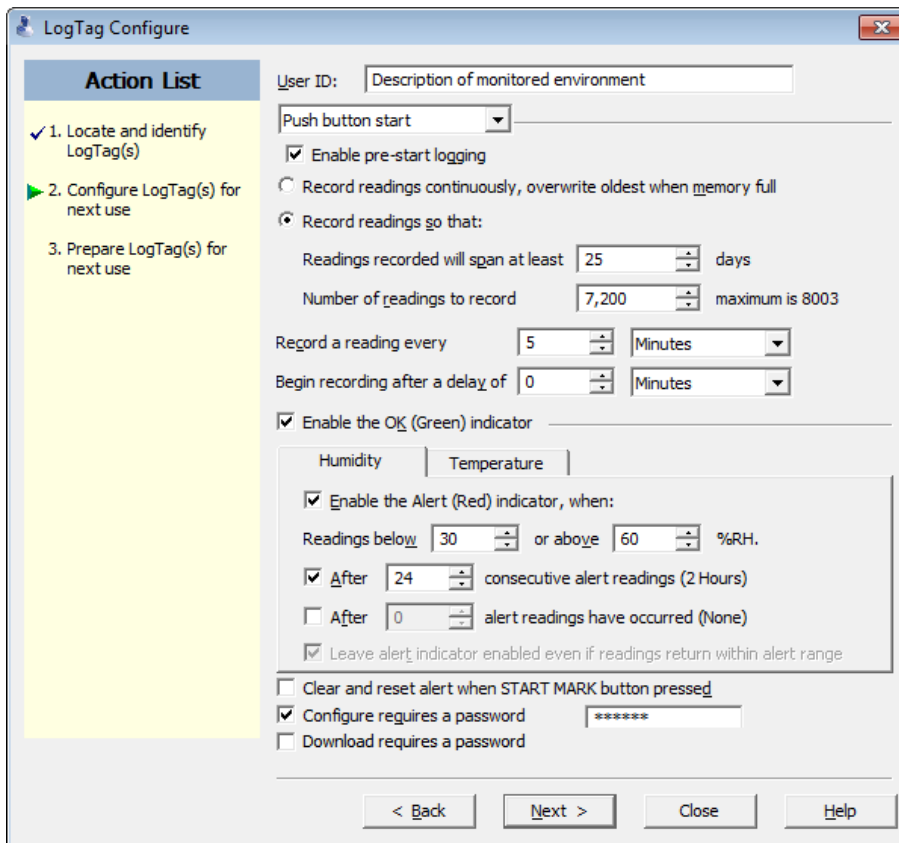 LogTag Configure
Action List
1. Locate and identify
LogTag(s)
2. Configure LogTag(s) for
next use
3. Prepare LogTag(s) for
next use
User ID: Description of monitored environment
Push button start
Enable pre-start logging
Record readings continuously, overwrite oldest when memory full
Record readings so that:
Readings recorded will span at least 25 days
Number of readings to record 7,200 maximum is 8003
Record a reading every 5 Minutes
Begin recording after a delay of 0 Minutes
Enable the OK (Green) indicator
Humidity Temperature
Enable the Alert (Red) indicator, when:
Readings below 30 or above 60 %RH.
After 24 consecutive alert readings (2 Hours)
After 0 alert readings have occurred (None)
Leave alert indicator enabled even if readings return within alert range
Clear and reset alert when START MARK button pressed
Configure requires a password ******
Download requires a password
< Back Next > Close Help